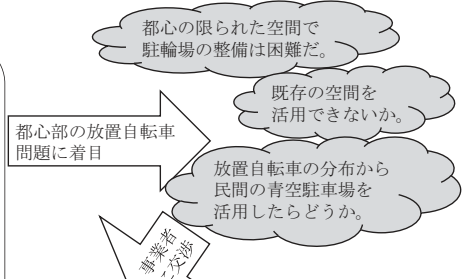 都心の限られた空間で
駐輪場の整備は困難だ。
既存の空間を
活用できないか。
都心部の放置自転車
問題に着目
放置自転車の分布から
民間の青空駐車場を
活用したらどうか。
事業者
と交渉